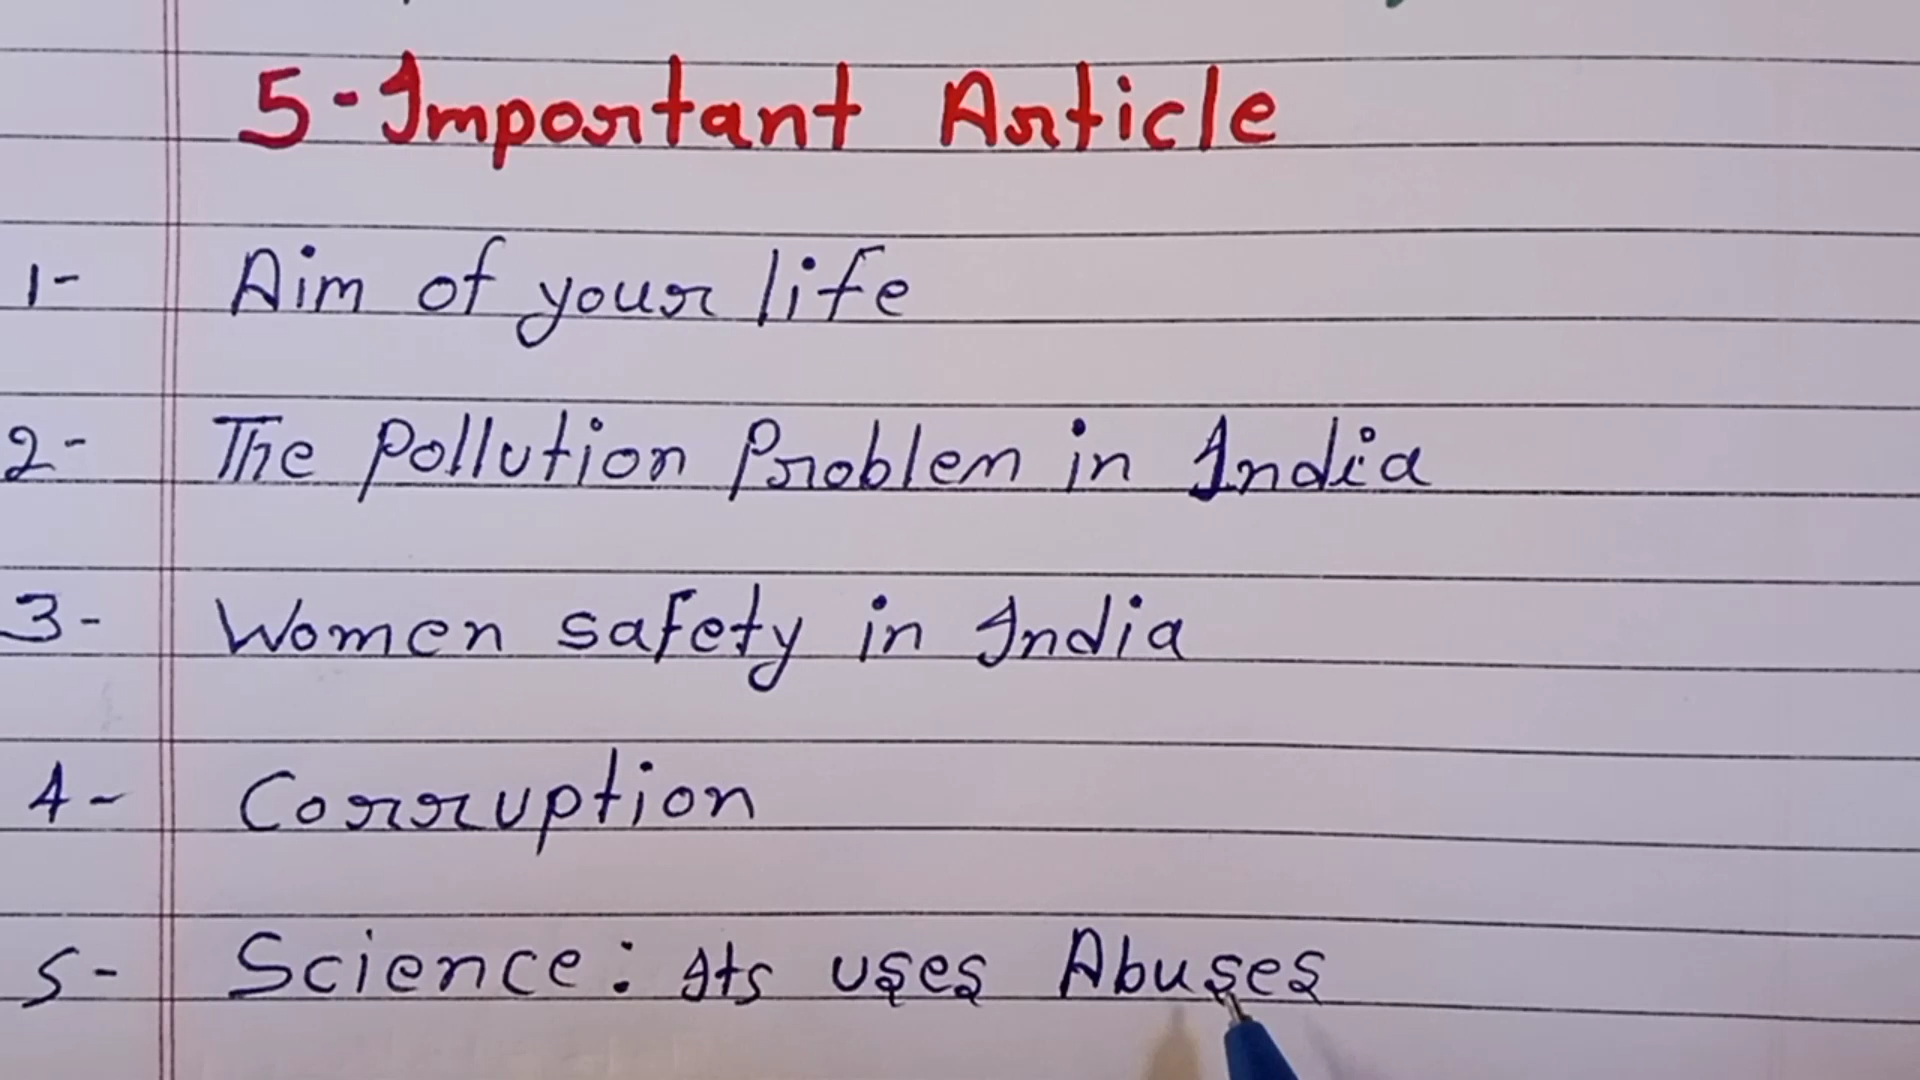 5-Important Article
1- Aim of your life
2- The Pollution Problem in India
3- Women safety in India
4- Corruption
5- Science: Its uses Abuses